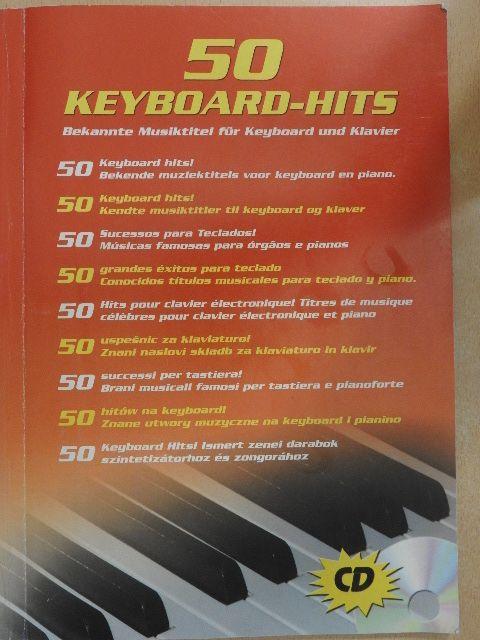 50
KEYBOARD-HITS
Bekannte Musiktitel für Keyboard und Klavier
50 Keyboard hits!
Bekende muziektitels voor keyboard en piano.
50 Keyboard hits!
Kendte musiktitler til keyboard og klaver
50 Sucessos para Teclados!
Músicas famosas para órgãos e pianos
50 grandes éxitos para teclado
Conocidos títulos musicales para teclado y piano.
50 Hits pour clavier électronique! Titres de musique
célèbres pour clavier électronique et piano
50 uspešnic za klaviaturo!
Znani naslovi skladb za klaviaturo in klavir
50 successi per tastiera!
Brani musicali famosi per tastiera e pianoforte
50 hitów na keyboard!
Znane utwory muzyczne na keyboard i pianino
50 Keyboard Hits! Ismert zenei darabok
szintetizátorhoz és zongorához
CD